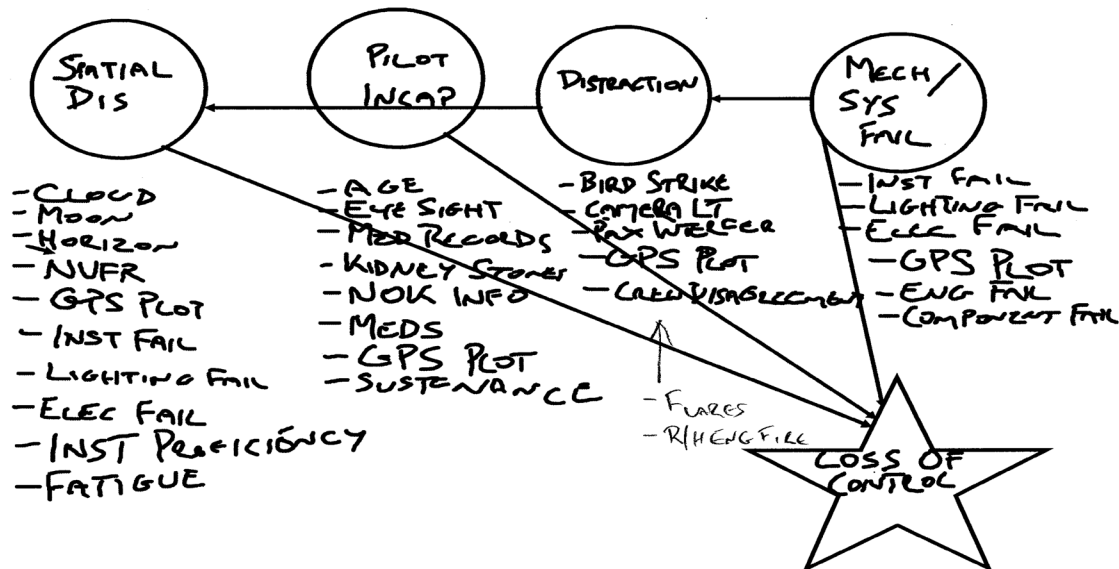 SPATIAL
DIS
PILOT
INCAP
DISTRACTION
MECH/
SYS
FAIL
- CLOUD
- MOON
- HORIZON
- NVFR
- GPS PLOT
- INST FAIL
- LIGHTING FAIL
- ELEC FAIL
- INST PROFICIENCY
- FATIGUE
- AGE
- EYE SIGHT
- MED RECORDS
- KIDNEY STONES
- NOK INFO
- MEDS
- GPS PLOT
- SUSTENANCE
- BIRD STRIKE
- CAMERA LT
- PAX INTERFER
- GPS PLOT
- CREW DISAGREEMENT
- FLARES
- R/H ENG FIRE
- INST FAIL
- LIGHTING FAIL
- ELEC FAIL
- GPS PLOT
- ENG FAIL
- COMPONENT FAIL
LOSS OF
CONTROL